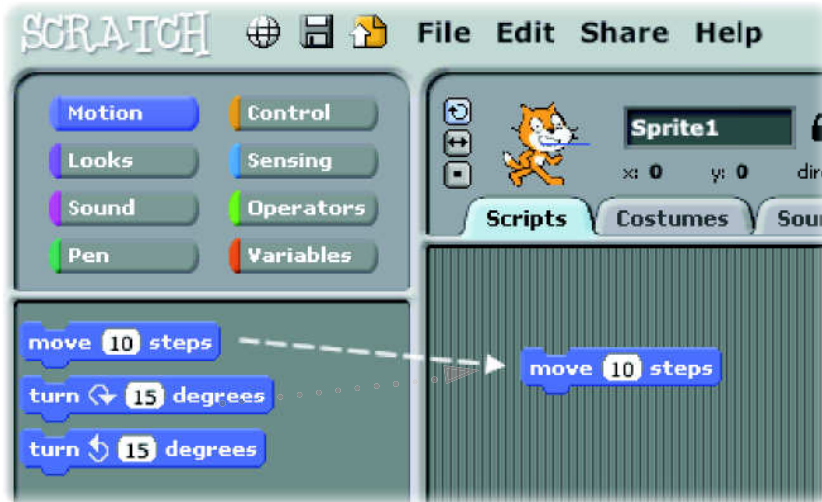 SCRATCH File Edit Share Help
Motion Control
Looks Sensing
Sound Operators
Pen Variables
Sprite1
x: 0 y: 0
Scripts Costumes
move 10 steps
turn 15 degrees
turn 15 degrees
move 10 steps